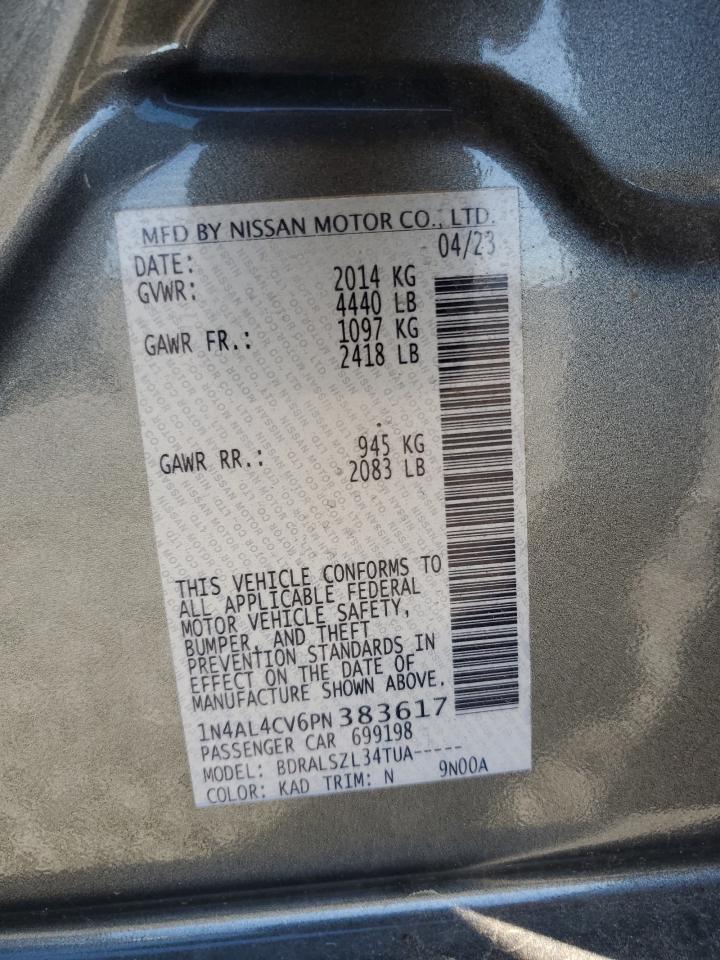 MFD BY NISSAN MOTOR CO., LTD.
DATE: 04/23
GVWR: 2014 KG
4440 LB
GAWR FR.: 1097 KG
2418 LB
GAWR RR.: 945 KG
2083 LB
THIS VEHICLE CONFORMS TO
ALL APPLICABLE FEDERAL
MOTOR VEHICLE SAFETY,
BUMPER, AND THEFT
PREVENTION STANDARDS IN
EFFECT ON THE DATE OF
MANUFACTURE SHOWN ABOVE.
1N4AL4CV6PN 383617
PASSENGER CAR 699198
MODEL: BDRALSZL34TUA-----
COLOR: KAD TRIM: N 9N00A